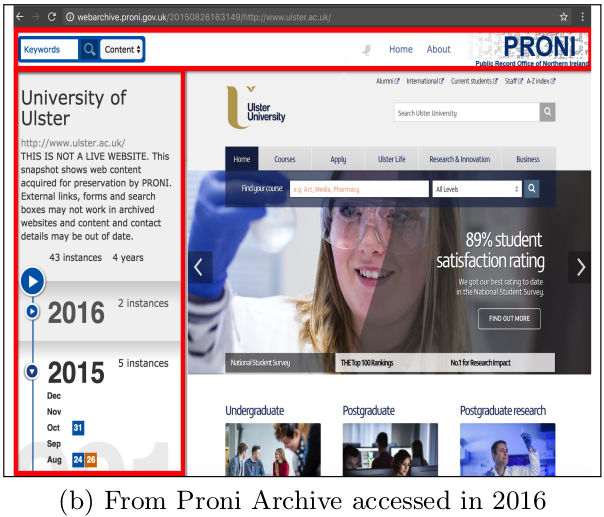 webarchive.proni.gov.uk/20150826163149/http://www.ulster.ac.uk/
Keywords
Content
Home About
PRONI
Public Record Office of Northern Ireland
University of
Ulster
http://www.ulster.ac.uk/
THIS IS NOT A LIVE WEBSITE. This
snapshot shows web content
acquired for preservation by PRONI.
External links, forms and search
boxes may not work in archived
websites and content and contact
details may be out of date.
43 instances 4 years
2016 2 instances
2015 5 instances
Dec
Nov
Oct 31
Sep
Aug 24 26
201
Alumni International Current students Staff A-Z index
Ulster
University
Search Ulster University
Home Courses Apply Ulster Life Research & Innovation Business
Find your course: e.g. Art, Media, Pharmacy All Levels
89% student
satisfaction rating
We got our best rating to date
in the National Student Survey.
FIND OUT MORE
National Student Survey THE Top 100 Rankings No.1 for Research Impact
Undergraduate Postgraduate Postgraduate research
(b) From Proni Archive accessed in 2016